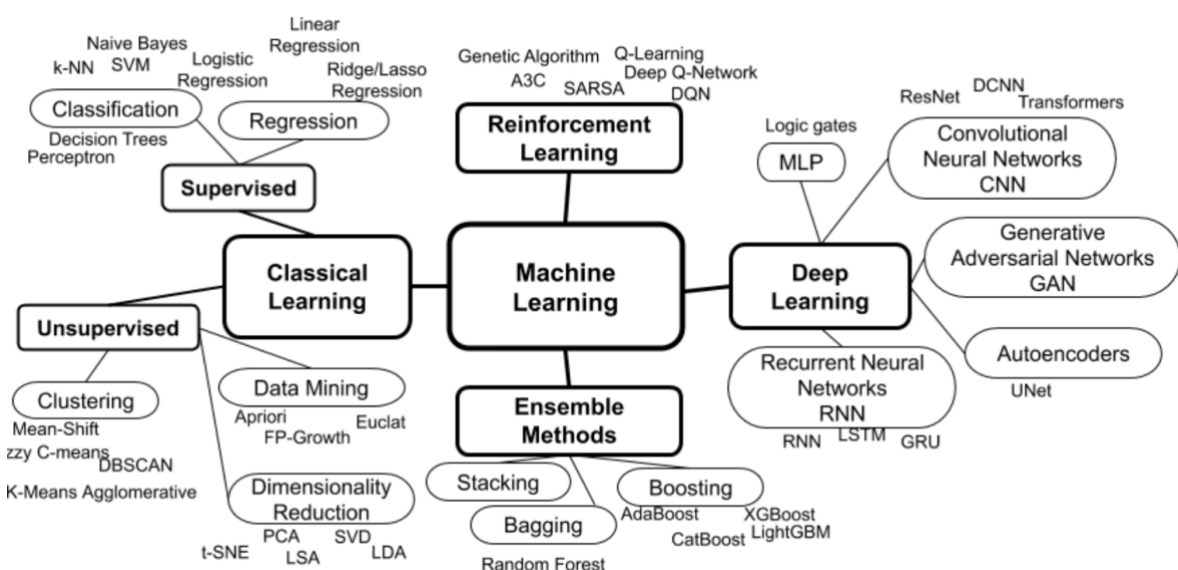 Naive Bayes
k-NN
SVM
Logistic
Regression
Linear
Regression
Ridge/Lasso
Regression
Classification
Regression
Decision Trees
Perceptron
Supervised
Genetic Algorithm
Q-Learning
A3C
SARSA
Deep Q-Network
DQN
Reinforcement
Learning
Logic gates
MLP
ResNet
DCNN
Transformers
Convolutional
Neural Networks
CNN
Classical
Learning
Machine
Learning
Deep
Learning
Generative
Adversarial Networks
GAN
Unsupervised
Autoencoders
UNet
Clustering
Mean-Shift
zzy C-means
DBSCAN
K-Means Agglomerative
Data Mining
Apriori
Euclat
FP-Growth
Dimensionality
Reduction
PCA
SVD
t-SNE
LSA
LDA
Ensemble
Methods
Stacking
Bagging
Random Forest
Boosting
AdaBoost
XGBoost
CatBoost
LightGBM
Recurrent Neural
Networks
RNN
RNN
LSTM
GRU